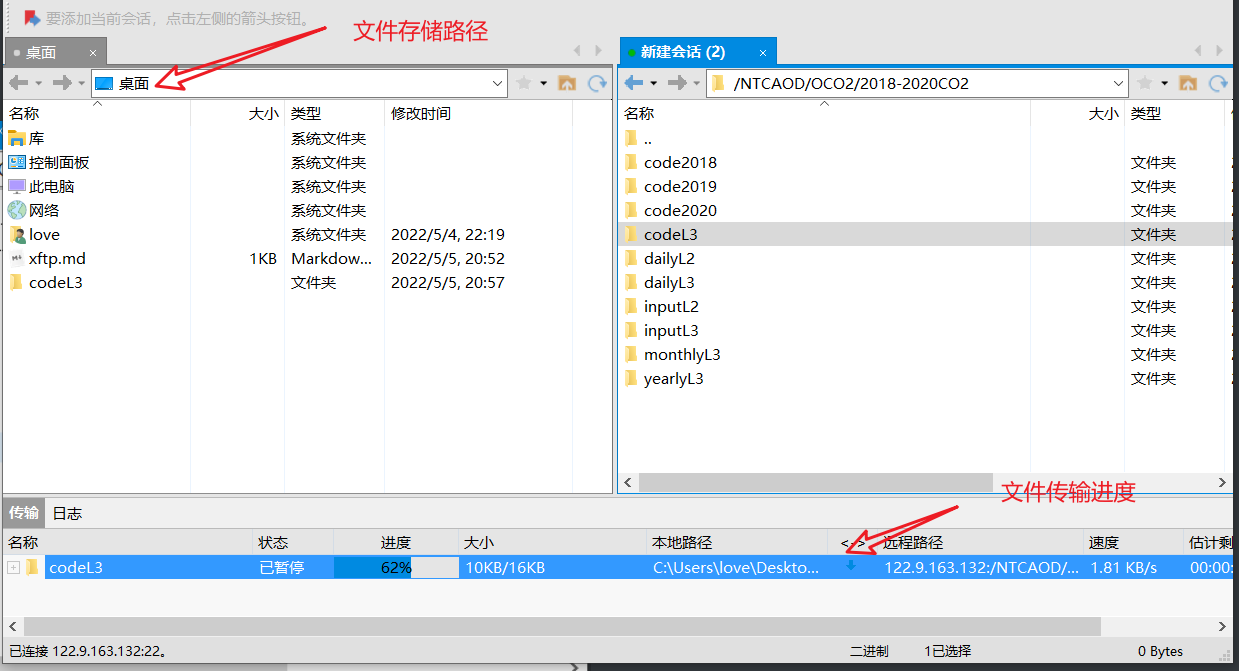 要添加当前会话，点击左侧的箭头按钮。
文件存储路径
桌面
新建会话 (2)
桌面
/NTCAOD/OCO2/2018-2020CO2
名称 大小 类型 修改时间
库 系统文件夹
控制面板 系统文件夹
此电脑 系统文件夹
网络 系统文件夹
love 系统文件夹 2022/5/4, 22:19
xftp.md 1KB Markdow... 2022/5/5, 20:52
codeL3 文件夹 2022/5/5, 20:57
名称 大小 类型
..
code2018 文件夹
code2019 文件夹
code2020 文件夹
codeL3 文件夹
dailyL2 文件夹
dailyL3 文件夹
inputL2 文件夹
inputL3 文件夹
monthlyL3 文件夹
yearlyL3 文件夹
文件传输进度
传输 日志
名称 状态 进度 大小 本地路径 <-> 远程路径 速度 估计剩
codeL3 已暂停 62% 10KB/16KB C:\Users\love\Deskto... 122.9.163.132:/NTCAOD/... 1.81 KB/s 00:00:
已连接 122.9.163.132:22。 二进制 1已选择 0 Bytes